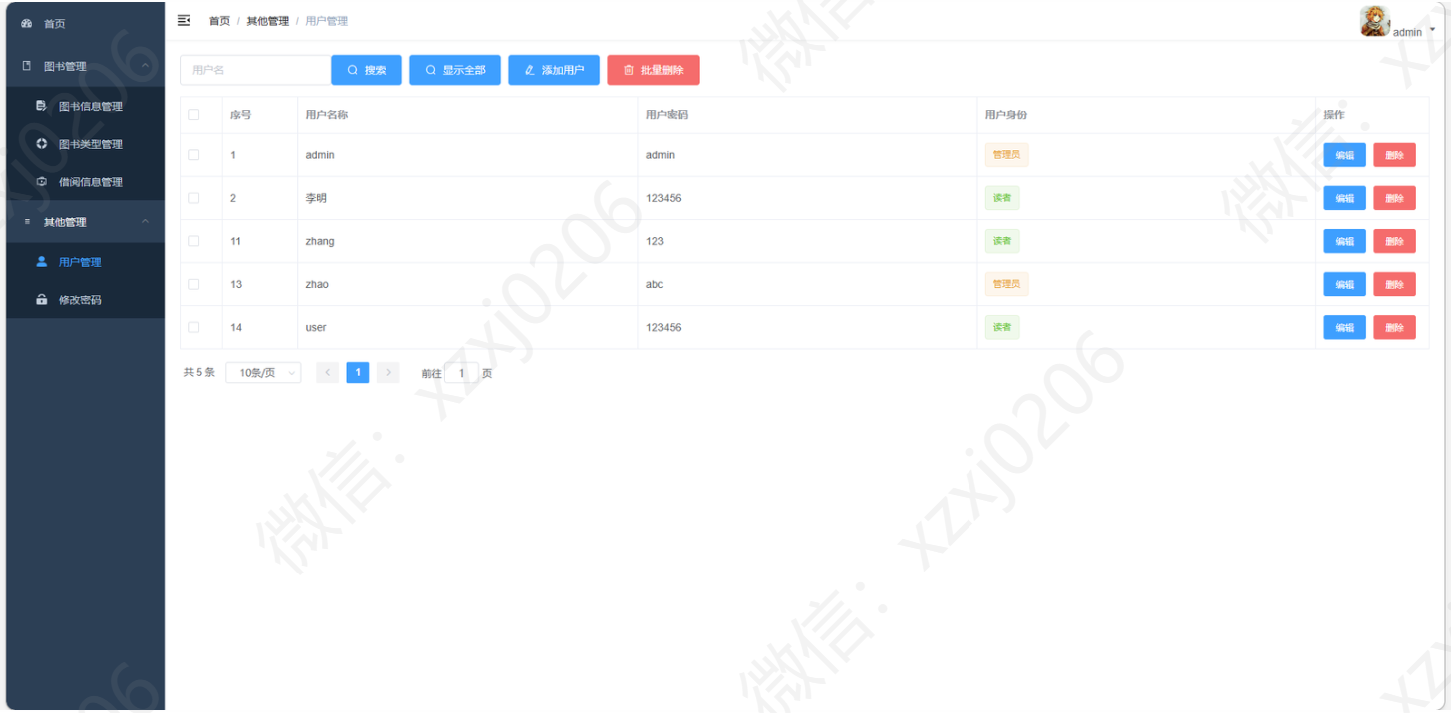 首页
图书管理
图书信息管理
图书类型管理
借阅信息管理
其他管理
用户管理
修改密码
首页 / 其他管理 / 用户管理
admin
用户名 搜索 显示全部 添加用户 批量删除
序号 用户名称 用户密码 用户身份 操作
1 admin admin 管理员 编辑 删除
2 李明 123456 读者 编辑 删除
11 zhang 123 读者 编辑 删除
13 zhao abc 管理员 编辑 删除
14 user 123456 读者 编辑 删除
共 5 条 10条/页 1 前往 1 页
微信：xzxj0206
微信：xzxj0206